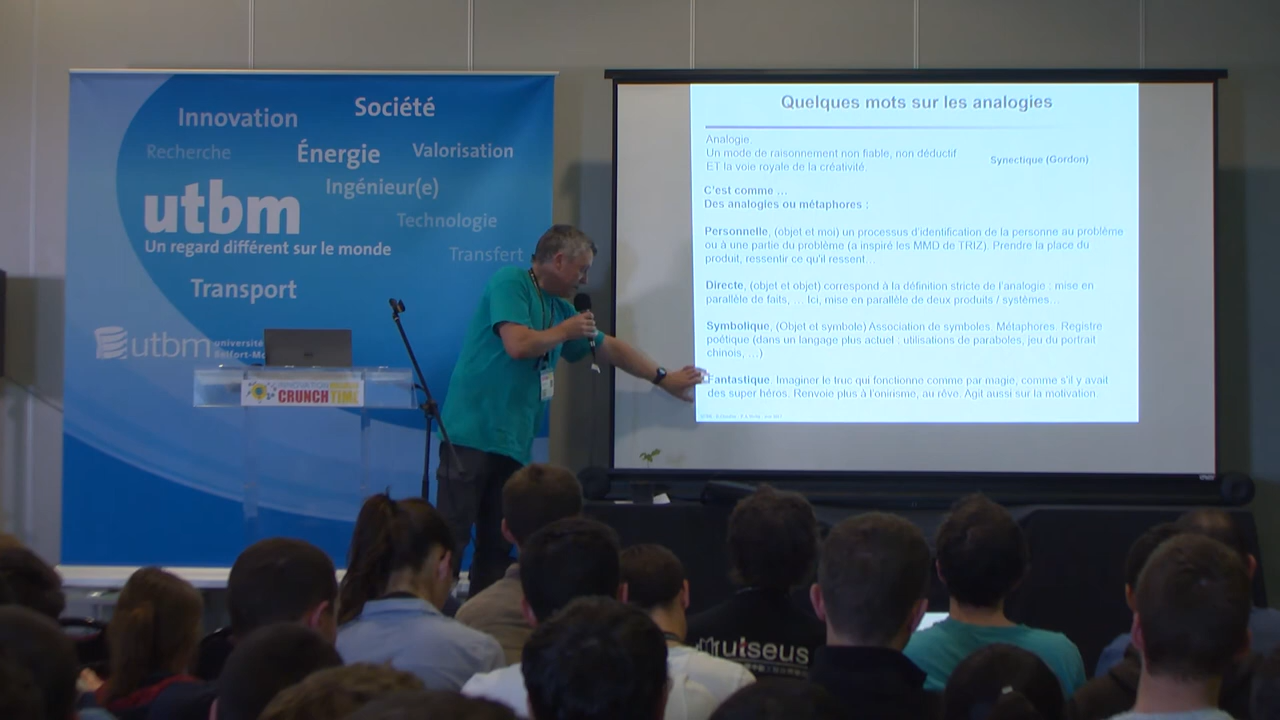 Innovation
Société
Recherche
Énergie
Valorisation
Ingénieur(e)
utbm
Technologie
Un regard différent sur le monde
Transfert
Transport
utbm université
INNOVATION
CRUNCH TIME
Quelques mots sur les analogies
Analogie.
Un mode de raisonnement non fiable, non déductif
ET la voie royale de la créativité.
Synectique (Gordon)
C'est comme …
Des analogies ou métaphores :
Personnelle, (objet et moi) un processus d'identification de la personne au problème
ou à une partie du problème (a inspiré les MMD de TRIZ). Prendre la place du
produit, ressentir ce qu'il ressent…
Directe, (objet et objet) correspond à la définition stricte de l'analogie : mise en
parallèle de faits, … Ici, mise en parallèle de deux produits / systèmes…
Symbolique, (Objet et symbole) Association de symboles. Métaphores. Registre
poétique (dans un langage plus actuel : utilisations de paraboles, jeu du portrait
chinois, …)
Fantastique. Imaginer le truc qui fonctionne comme par magie, comme s'il y avait
des super héros. Renvoie plus à l'onirisme, au rêve. Agit aussi sur la motivation.